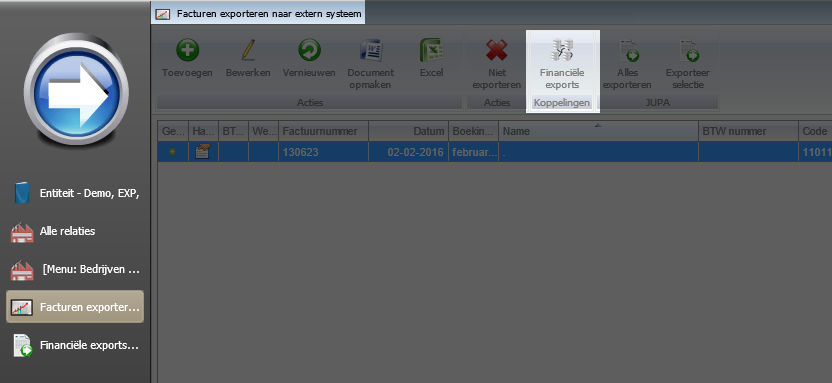 Facturen exporteren naar extern systeem
Toevoegen Bewerken Vernieuwen Document opmaken Excel Niet exporteren Financiële exports Alles exporteren Exporteer selectie
Acties Acties Koppelingen JUPA
Ge... Ha... BT... We... Factuurnummer Datum Boekin... Name BTW nummer Code
130623 02-02-2016 februar... . 11011
Entiteit - Demo, EXP,
Alle relaties
[Menu: Bedrijven ...
Facturen exporter...
Financiële exports...